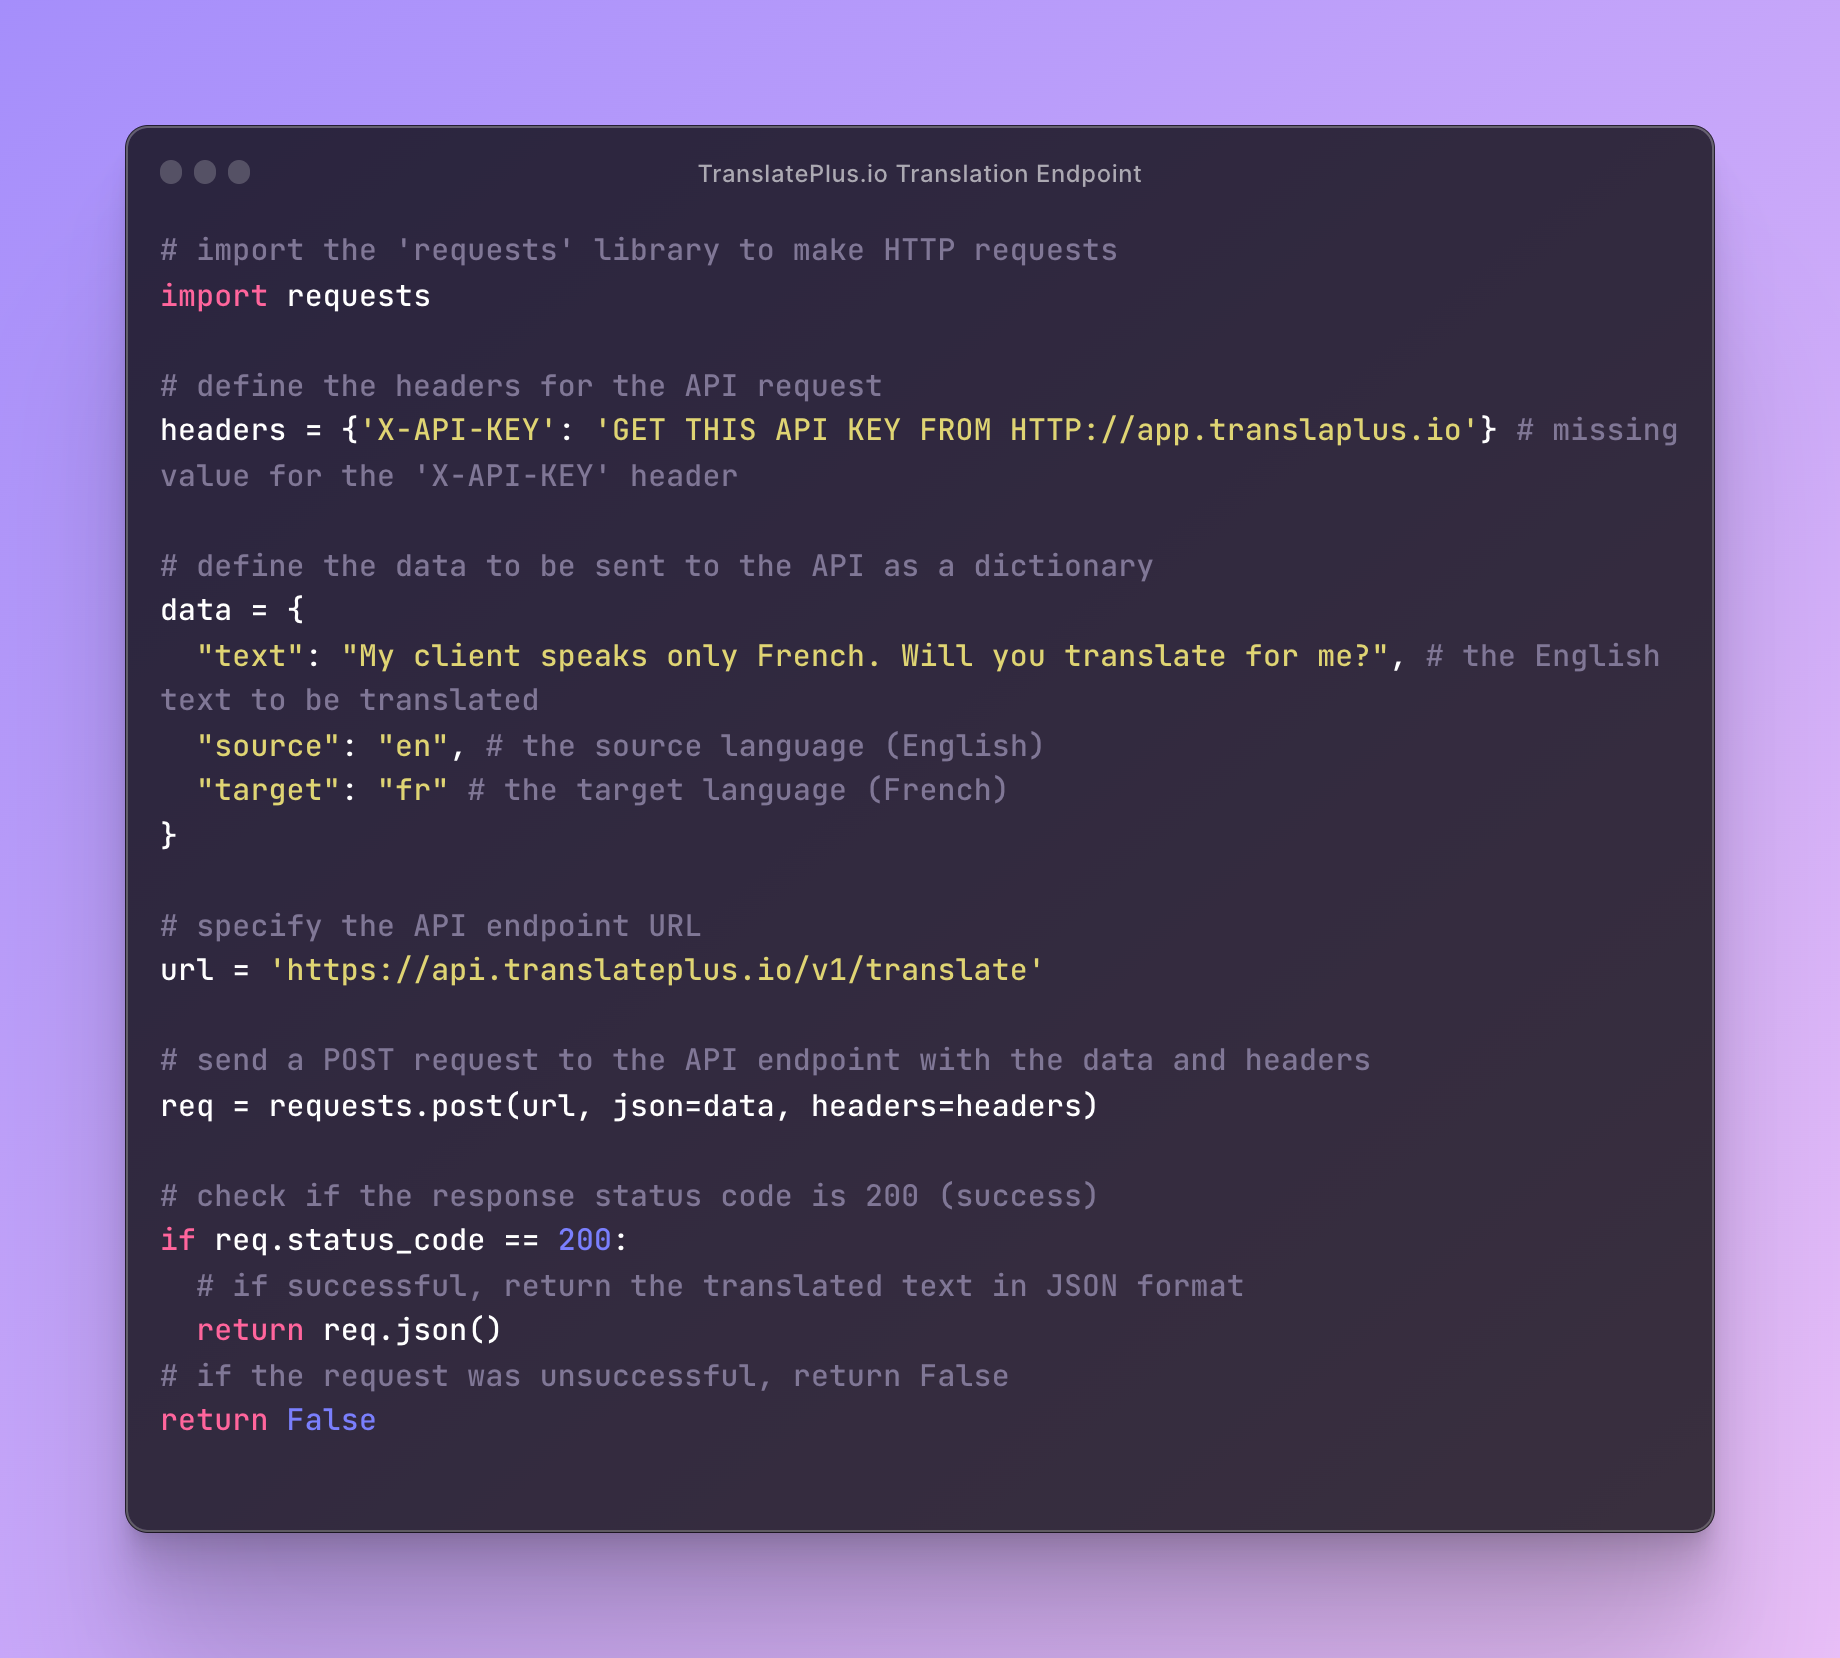 TranslatePlus.io Translation Endpoint
# import the 'requests' library to make HTTP requests
import requests
# define the headers for the API request
headers = {'X-API-KEY': 'GET THIS API KEY FROM HTTP://app.translaplus.io'} # missing
value for the 'X-API-KEY' header
# define the data to be sent to the API as a dictionary
data = {
  "text": "My client speaks only French. Will you translate for me?", # the English
text to be translated
  "source": "en", # the source language (English)
  "target": "fr" # the target language (French)
}
# specify the API endpoint URL
url = 'https://api.translateplus.io/v1/translate'
# send a POST request to the API endpoint with the data and headers
req = requests.post(url, json=data, headers=headers)
# check if the response status code is 200 (success)
if req.status_code == 200:
  # if successful, return the translated text in JSON format
  return req.json()
# if the request was unsuccessful, return False
return False